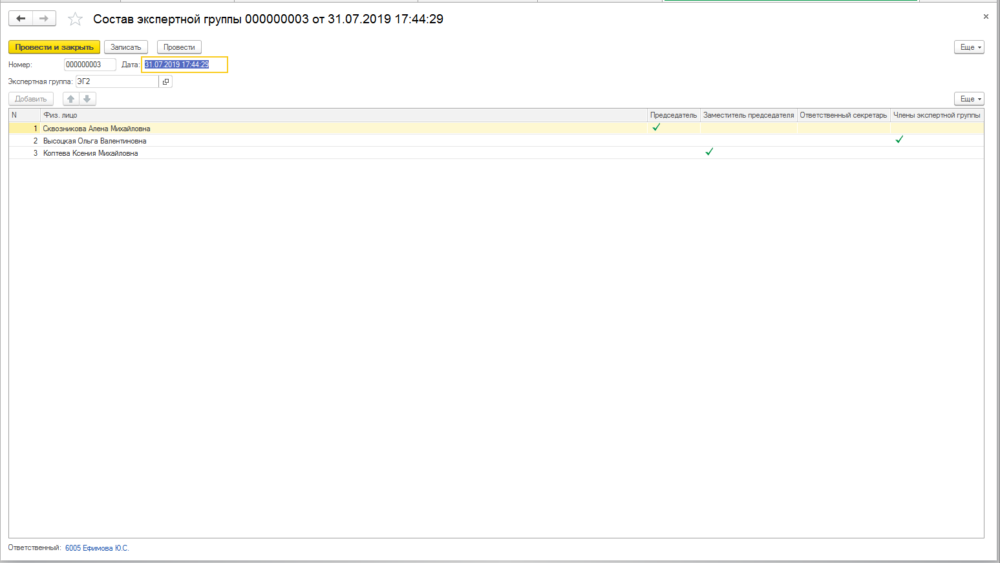 Состав экспертной группы 000000003 от 31.07.2019 17:44:29
Провести и закрыть Записать Провести Еще
Номер: 000000003 Дата: 31.07.2019 17:44:29
Экспертная группа: ЭГ2
Добавить Еще
N Физ. лицо Председатель Заместитель председателя Ответственный секретарь Члены экспертной группы
1 Сквозникова Алена Михайловна
2 Высоцкая Ольга Валентиновна
3 Коптева Ксения Михайловна
Ответственный: 6005 Ефимова Ю.С.